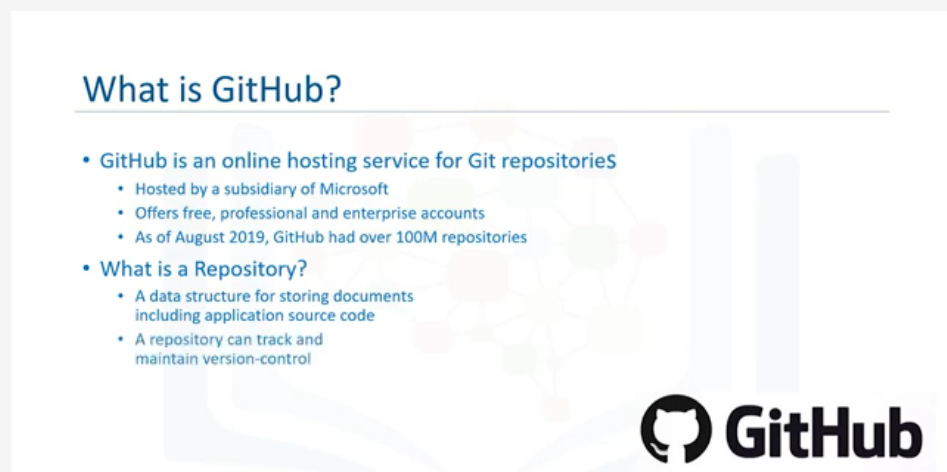 What is GitHub?
• GitHub is an online hosting service for Git repositories
• Hosted by a subsidiary of Microsoft
• Offers free, professional and enterprise accounts
• As of August 2019, GitHub had over 100M repositories
• What is a Repository?
• A data structure for storing documents
including application source code
• A repository can track and
maintain version-control
GitHub